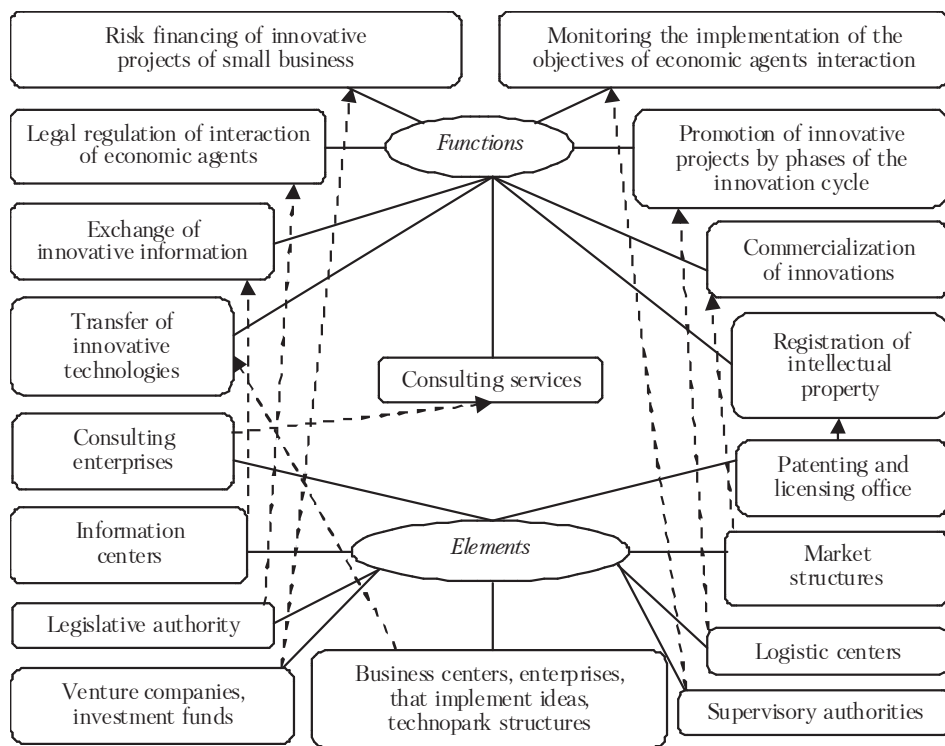 Risk financing of innovative
projects of small business
Monitoring the implementation of the
objectives of economic agents interaction
Legal regulation of interaction
of economic agents
Functions
Promotion of innovative
projects by phases of the
innovation cycle
Exchange of
innovative information
Commercialization
of innovations
Transfer of
innovative
technologies
Consulting services
Registration of
intellectual
property
Consulting
enterprises
Patenting and
licensing office
Information
centers
Elements
Market
structures
Legislative authority
Logistic centers
Venture companies,
investment funds
Business centers, enterprises,
that implement ideas,
technopark structures
Supervisory authorities